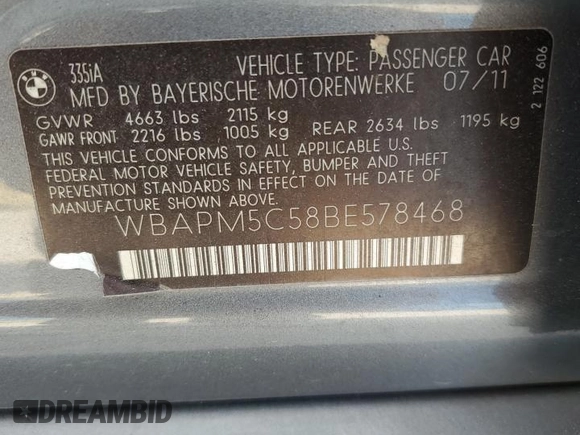 BMW
335iA
VEHICLE TYPE: PASSENGER CAR
MFD BY BAYERISCHE MOTORENWERKE 07/11
GVWR 4663 lbs 2115 kg
GAWR FRONT 2216 lbs 1005 kg REAR 2634 lbs 1195 kg
THIS VEHICLE CONFORMS TO ALL APPLICABLE U.S.
FEDERAL MOTOR VEHICLE SAFETY, BUMPER AND THEFT
PREVENTION STANDARDS IN EFFECT ON THE DATE OF
MANUFACTURE SHOWN ABOVE.
WBAPM5C58BE578468
2 122 606
DREAMBID